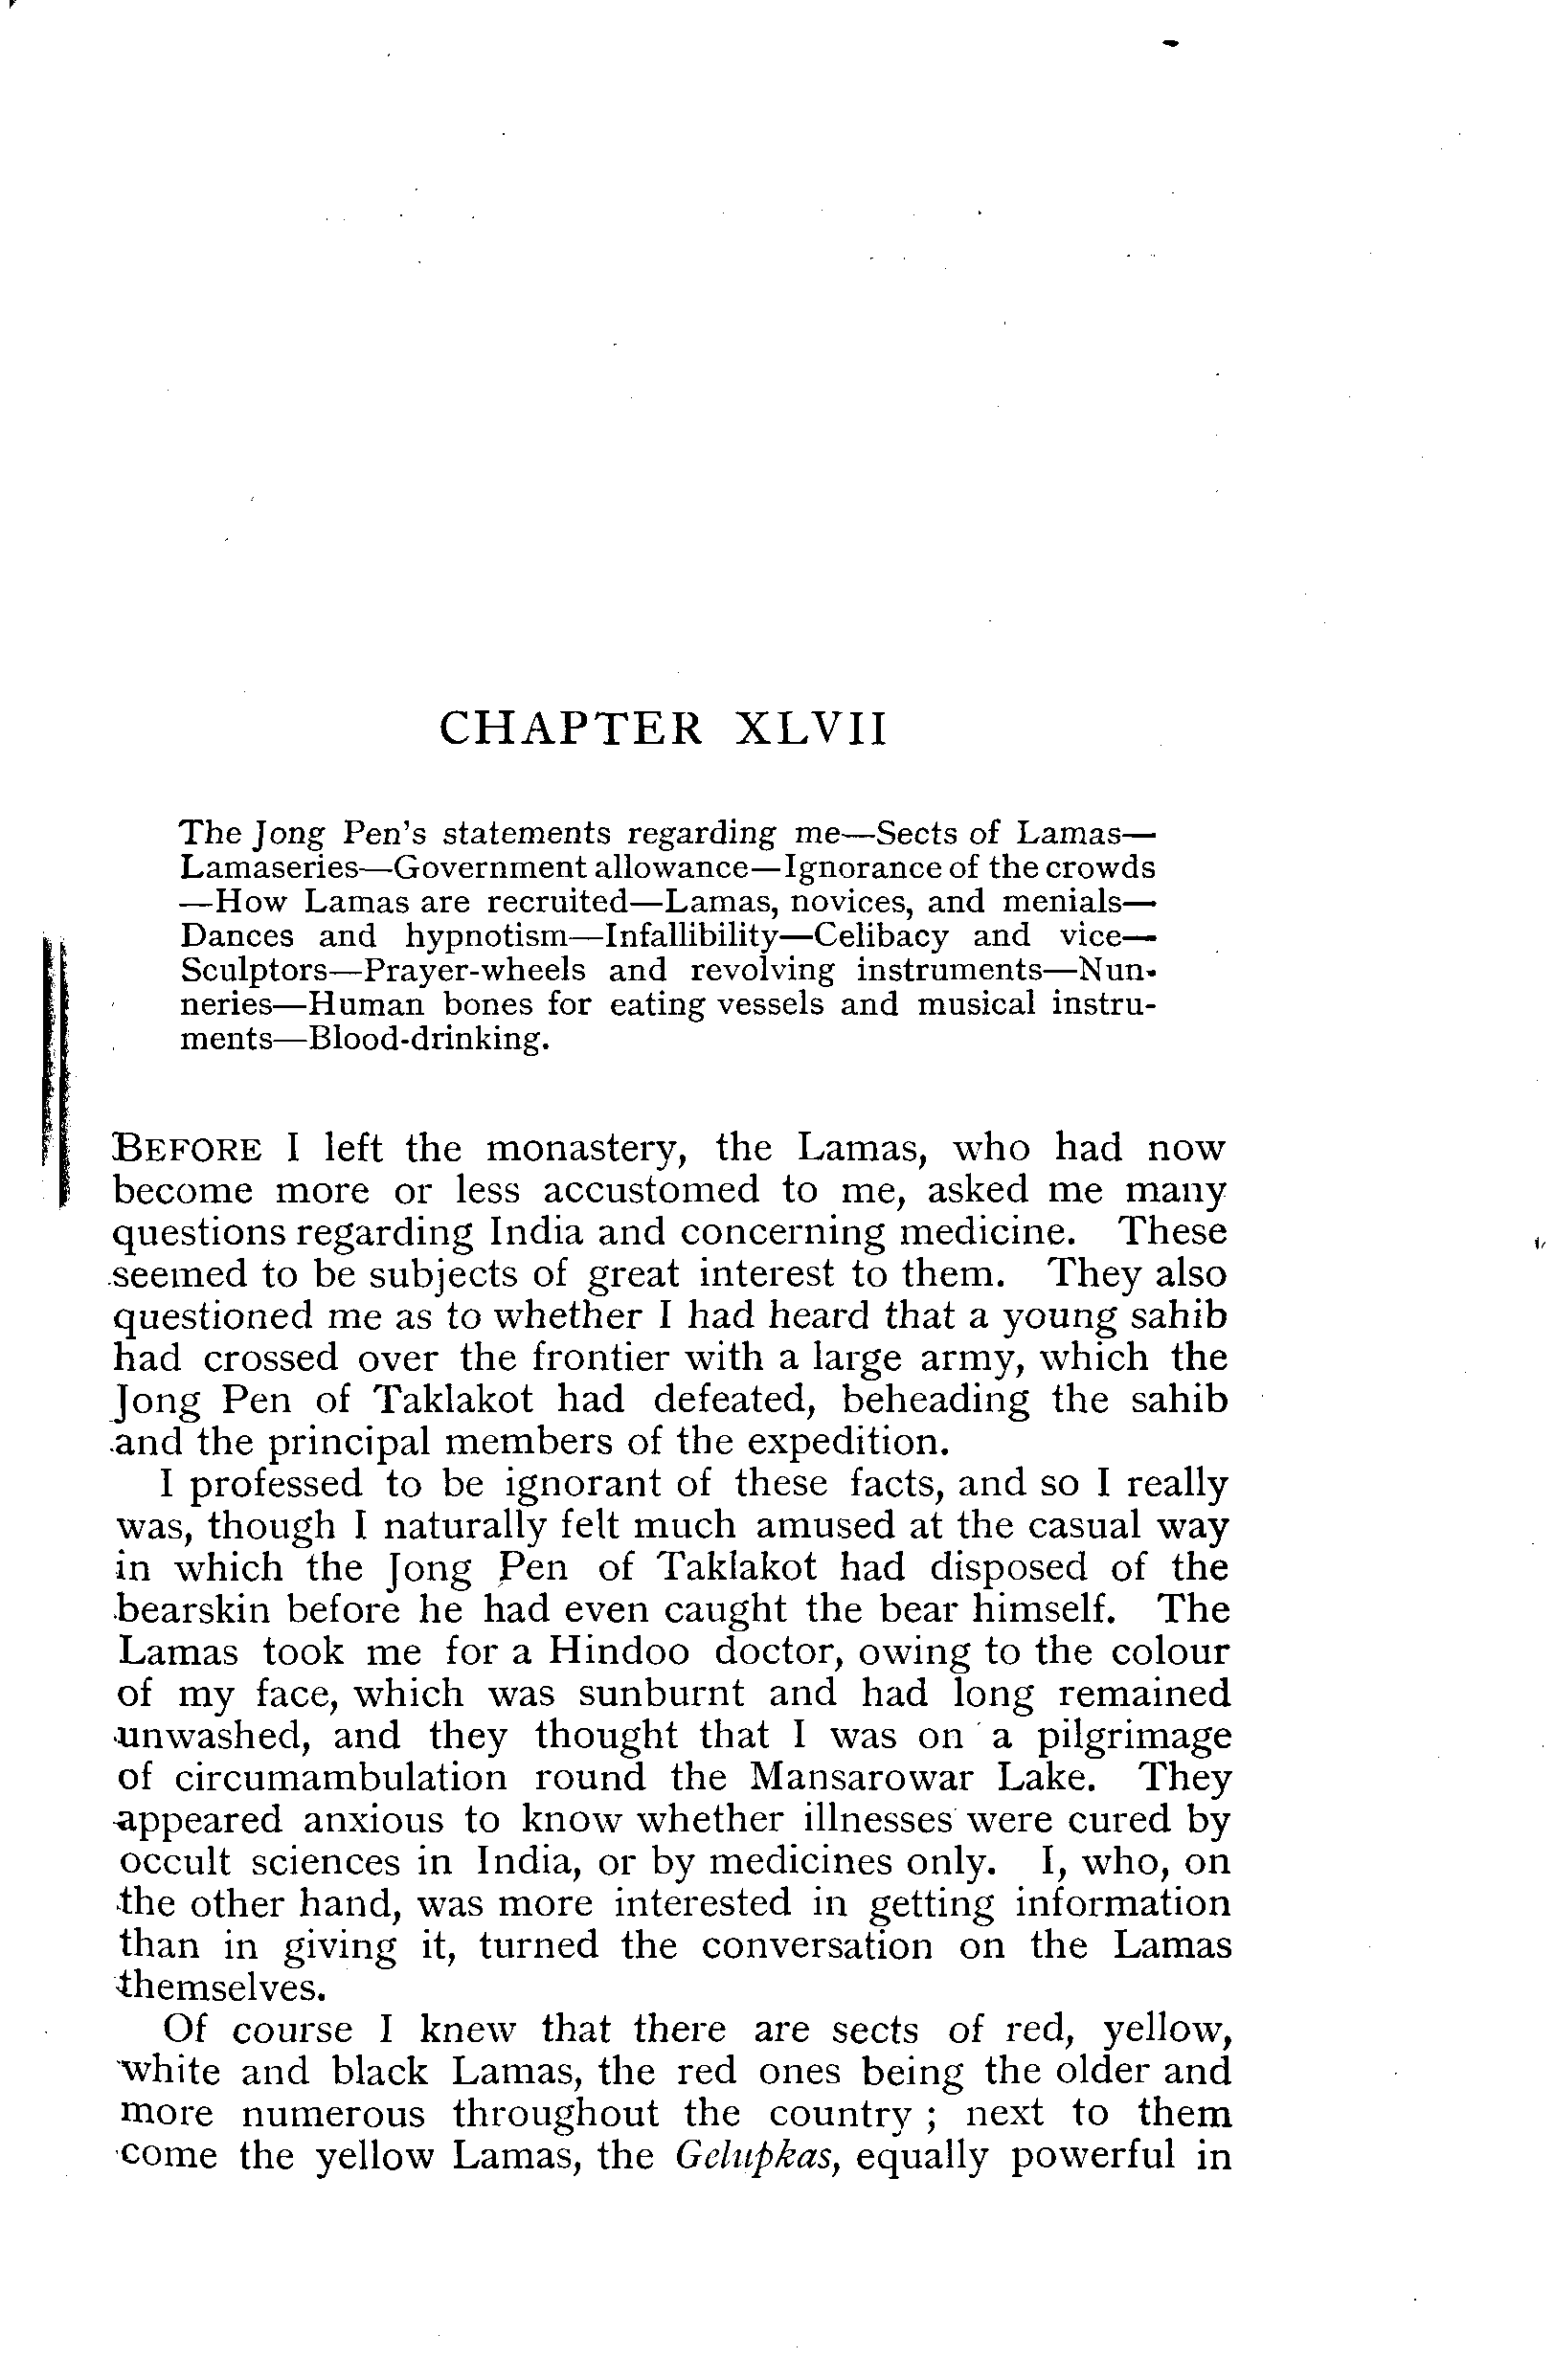 CHAPTER XLVII
The Jong Pen's statements regarding me—Sects of Lamas—
Lamaseries—Government allowance—Ignorance of the crowds
—How Lamas are recruited—Lamas, novices, and menials—
Dances and hypnotism—Infallibility—Celibacy and vice—
Sculptors—Prayer-wheels and revolving instruments—Nun-
neries—Human bones for eating vessels and musical instru-
ments—Blood-drinking.
BEFORE I left the monastery, the Lamas, who had now
become more or less accustomed to me, asked me many
questions regarding India and concerning medicine. These
seemed to be subjects of great interest to them. They also
questioned me as to whether I had heard that a young sahib
had crossed over the frontier with a large army, which the
Jong Pen of Taklakot had defeated, beheading the sahib
and the principal members of the expedition.
I professed to be ignorant of these facts, and so I really
was, though I naturally felt much amused at the casual way
in which the Jong Pen of Taklakot had disposed of the
bearskin before he had even caught the bear himself. The
Lamas took me for a Hindoo doctor, owing to the colour
of my face, which was sunburnt and had long remained
unwashed, and they thought that I was on a pilgrimage
of circumambulation round the Mansarowar Lake. They
appeared anxious to know whether illnesses were cured by
occult sciences in India, or by medicines only. I, who, on
the other hand, was more interested in getting information
than in giving it, turned the conversation on the Lamas
themselves.
Of course I knew that there are sects of red, yellow,
white and black Lamas, the red ones being the older and
more numerous throughout the country ; next to them
come the yellow Lamas, the Gelupkas, equally powerful in